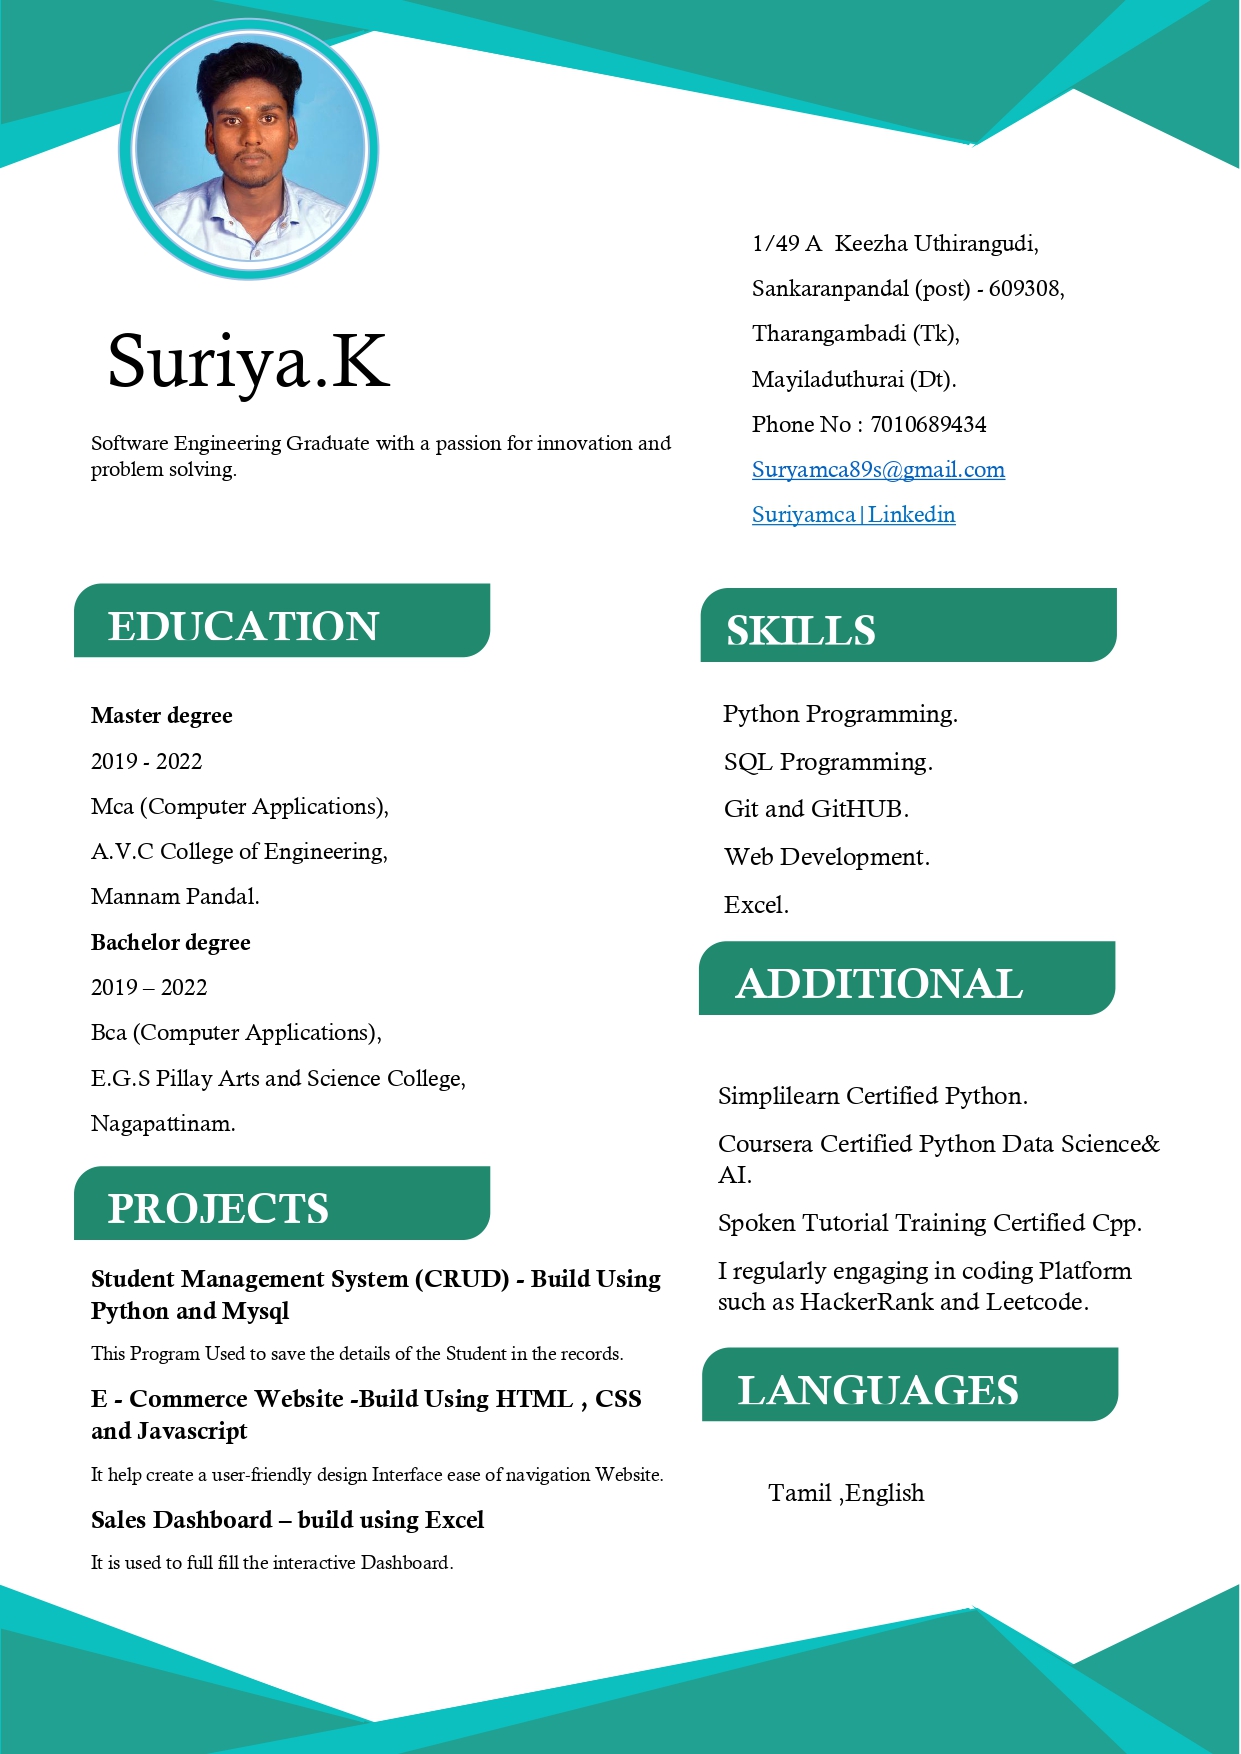 Suriya.K
Software Engineering Graduate with a passion for innovation and
problem solving.
1/49 A  Keezha Uthirangudi,
Sankaranpandal (post) - 609308,
Tharangambadi (Tk),
Mayiladuthurai (Dt).
Phone No : 7010689434
Suryamca89s@gmail.com
Suriyamca|Linkedin
EDUCATION
Master degree
2019 - 2022
Mca (Computer Applications),
A.V.C College of Engineering,
Mannam Pandal.
Bachelor degree
2019 – 2022
Bca (Computer Applications),
E.G.S Pillay Arts and Science College,
Nagapattinam.
PROJECTS
Student Management System (CRUD) - Build Using
Python and Mysql
This Program Used to save the details of the Student in the records.
E - Commerce Website -Build Using HTML , CSS
and Javascript
It help create a user-friendly design Interface ease of navigation Website.
Sales Dashboard – build using Excel
It is used to full fill the interactive Dashboard.
SKILLS
Python Programming.
SQL Programming.
Git and GitHUB.
Web Development.
Excel.
ADDITIONAL
Simplilearn Certified Python.
Coursera Certified Python Data Science&
AI.
Spoken Tutorial Training Certified Cpp.
I regularly engaging in coding Platform
such as HackerRank and Leetcode.
LANGUAGES
Tamil ,English